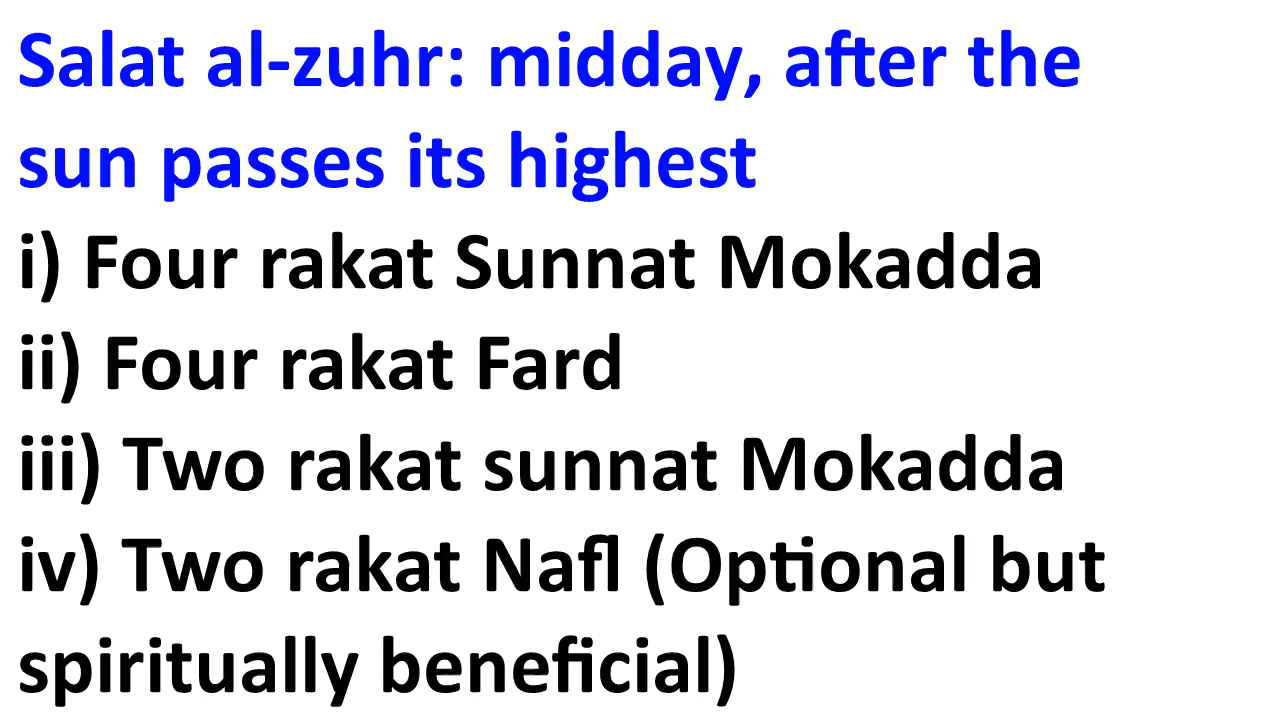 Salat al-zuhr: midday, after the
sun passes its highest
i) Four rakat Sunnat Mokadda
ii) Four rakat Fard
iii) Two rakat sunnat Mokadda
iv) Two rakat Nafl (Optional but
spiritually beneficial)